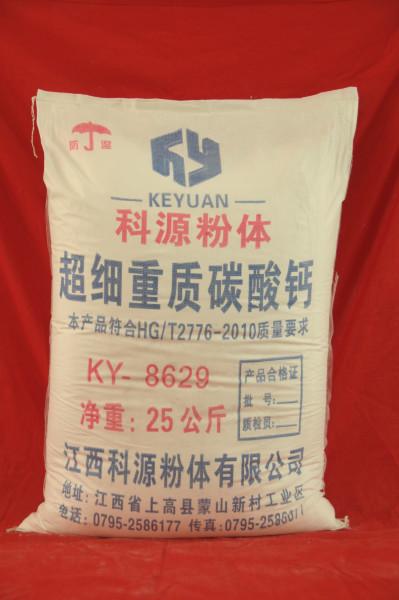 防湿
KY
KEYUAN
科源粉体
超细重质碳酸钙
本产品符合HG/T2776-2010质量要求
KY- 8629
净重: 25公斤
产品合格证
批 号:
质检员:
江西科源粉体有限公司
地址: 江西省上高县蒙山新村工业区
电话: 0795-2586177 传真:0795-2586011